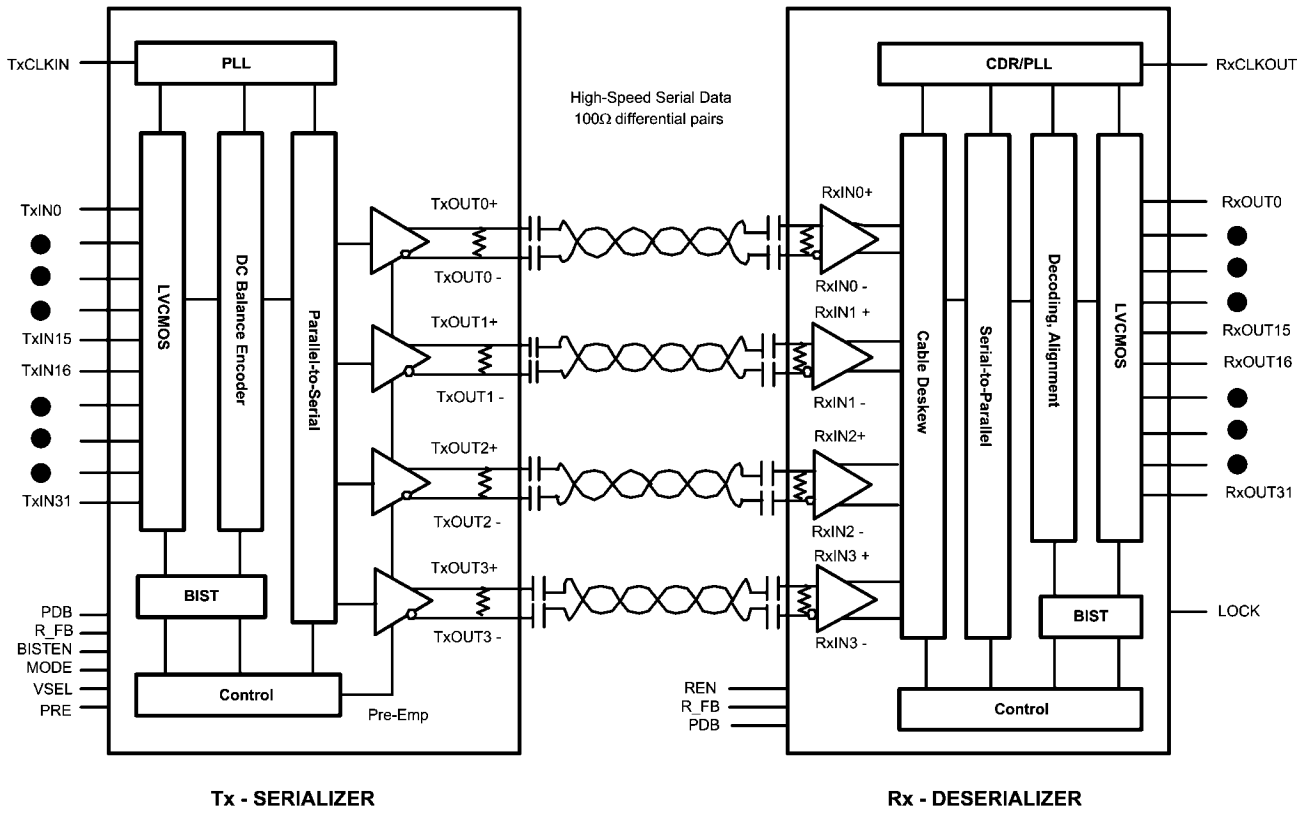 TxCLKIN
PLL
CDR/PLL
RxCLKOUT
High-Speed Serial Data
100Ω differential pairs
TxIN0
TxIN15
TxIN16
TxIN31
LVCMOS
DC Balance Encoder
Parallel-to-Serial
TxOUT0+
TxOUT0 -
TxOUT1+
TxOUT1 -
TxOUT2+
TxOUT2 -
TxOUT3+
TxOUT3 -
RxIN0+
RxIN0 -
RxIN1 +
RxIN1 -
RxIN2+
RxIN2 -
RxIN3 +
RxIN3 -
Cable Deskew
Serial-to-Parallel
Decoding, Alignment
LVCMOS
RxOUT0
RxOUT15
RxOUT16
RxOUT31
BIST
PDB
R_FB
BISTEN
MODE
VSEL
PRE
Control
Pre-Emp
REN
R_FB
PDB
BIST
Control
LOCK
Tx - SERIALIZER
Rx - DESERIALIZER